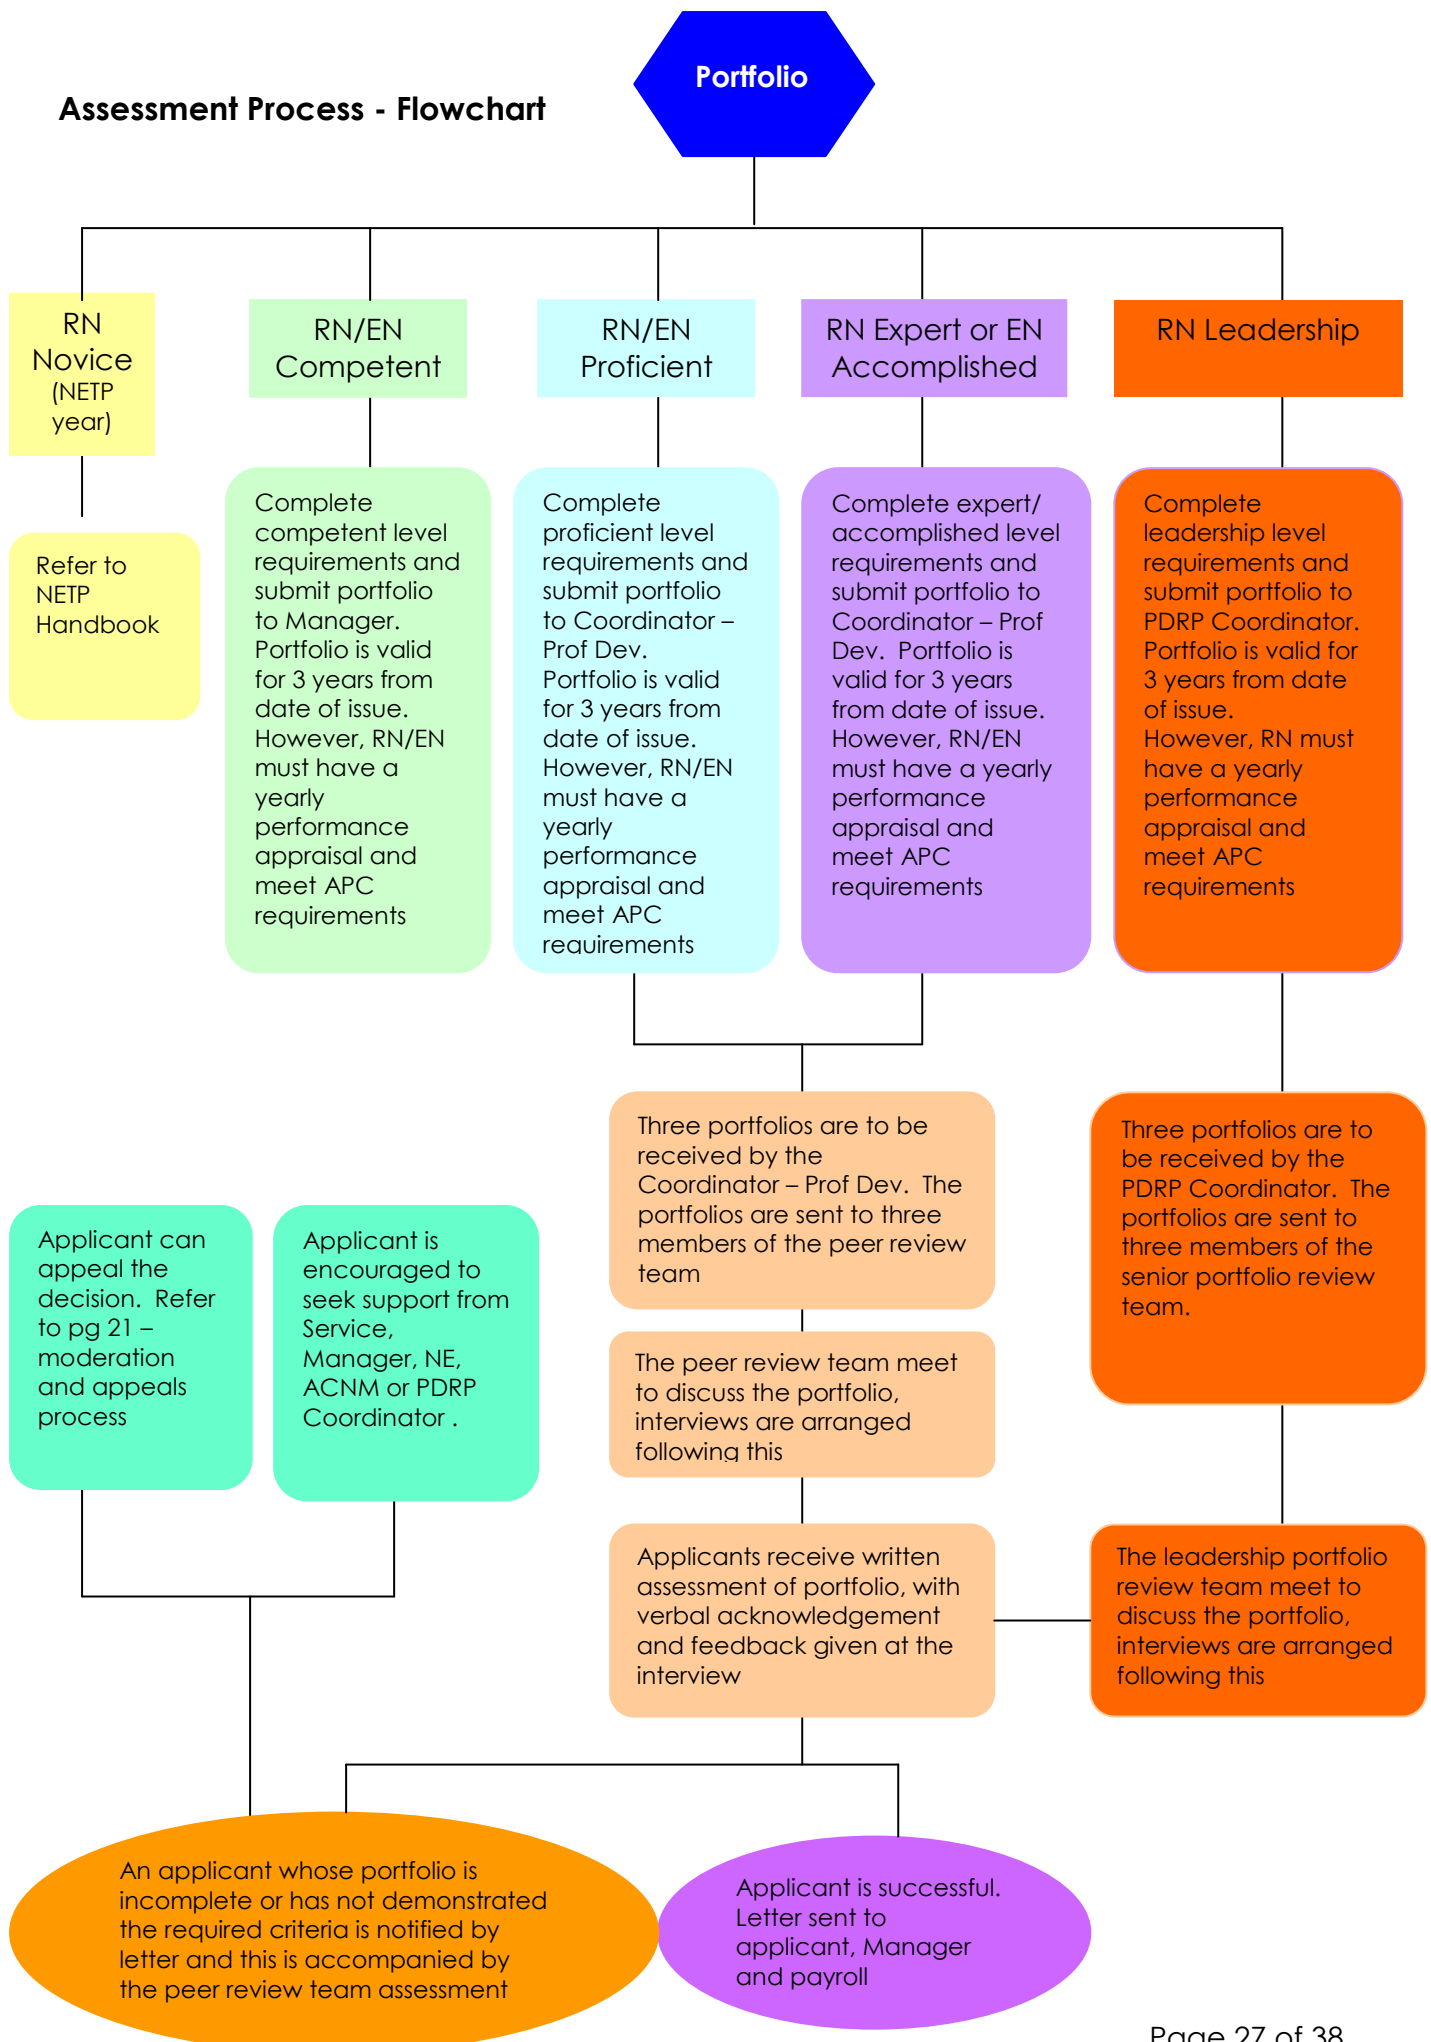 Portfolio
Assessment Process - Flowchart
RN
Novice
(NETP
year)
RN/EN
Competent
RN/EN
Proficient
RN Expert or EN
Accomplished
RN Leadership
Refer to
NETP
Handbook
Complete
competent level
requirements and
submit portfolio
to Manager.
Portfolio is valid
for 3 years from
date of issue.
However, RN/EN
must have a
yearly
performance
appraisal and
meet APC
requirements
Complete
proficient level
requirements and
submit portfolio
to Coordinator –
Prof Dev.
Portfolio is valid
for 3 years from
date of issue.
However, RN/EN
must have a
yearly
performance
appraisal and
meet APC
requirements
Complete expert/
accomplished level
requirements and
submit portfolio to
Coordinator – Prof
Dev.  Portfolio is
valid for 3 years
from date of issue.
However, RN/EN
must have a yearly
performance
appraisal and
meet APC
requirements
Complete
leadership level
requirements and
submit portfolio to
PDRP Coordinator.
Portfolio is valid for
3 years from date
of issue.
However, RN must
have a yearly
performance
appraisal and
meet APC
requirements
Three portfolios are to be
received by the
Coordinator – Prof Dev.  The
portfolios are sent to three
members of the peer review
team
Three portfolios are to
be received by the
PDRP Coordinator.  The
portfolios are sent to
three members of the
senior portfolio review
team.
Applicant can
appeal the
decision.  Refer
to pg 21 –
moderation
and appeals
process
Applicant is
encouraged to
seek support from
Service,
Manager, NE,
ACNM or PDRP
Coordinator .
The peer review team meet
to discuss the portfolio,
interviews are arranged
following this
Applicants receive written
assessment of portfolio, with
verbal acknowledgement
and feedback given at the
interview
The leadership portfolio
review team meet to
discuss the portfolio,
interviews are arranged
following this
An applicant whose portfolio is
incomplete or has not demonstrated
the required criteria is notified by
letter and this is accompanied by
the peer review team assessment
Applicant is successful.
Letter sent to
applicant, Manager
and payroll
Page 27 of 38